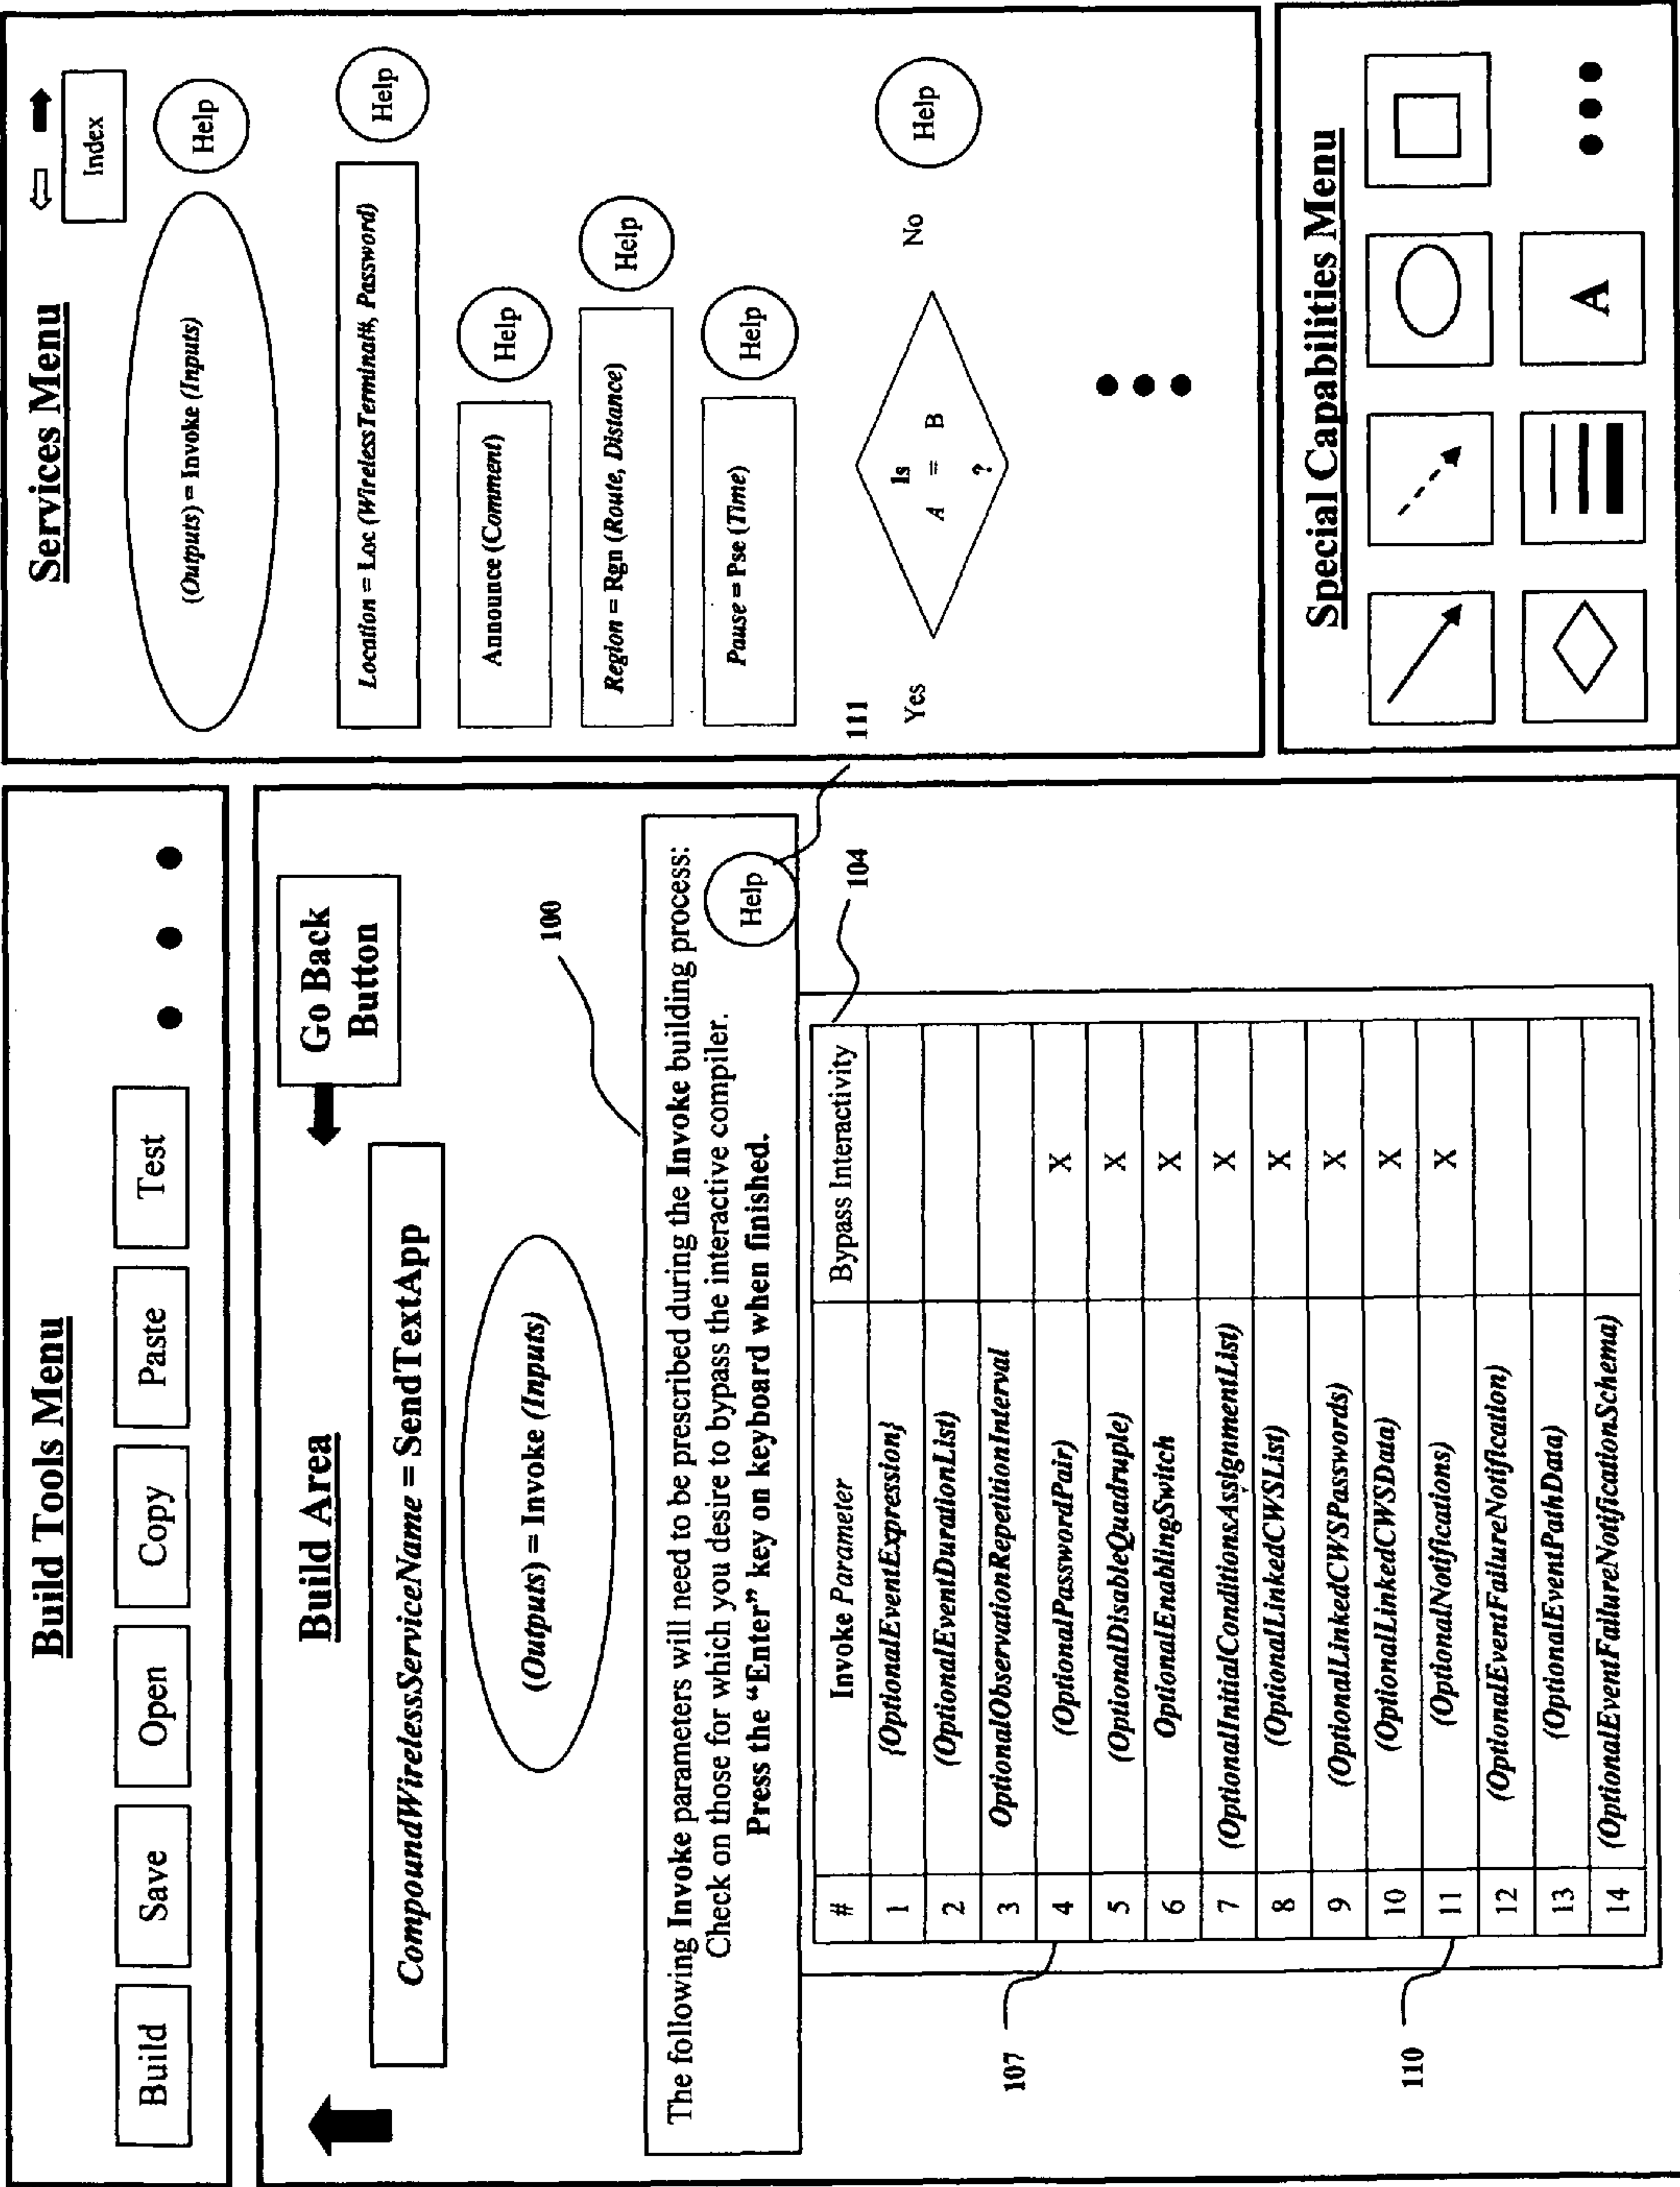 Build Tools Menu
Build
Save
Open
Copy
Paste
Test
Build Area
Go Back
Button
CompoundWirelessServiceName = SendTextApp
(Outputs) = Invoke (Inputs)
100
The following Invoke parameters will need to be prescribed during the Invoke building process:
Check on those for which you desire to bypass the interactive compiler.
Press the “Enter” key on keyboard when finished.
Help
111
104
# Invoke Parameter Bypass Interactivity
1 {OptionalEventExpression}
2 (OptionalEventDurationList)
3 OptionalObservationRepetitionInterval
4 (OptionalPasswordPair) X
5 (OptionalDisableQuadruple) X
6 OptionalEnablingSwitch X
7 (OptionalInitialConditionsAssignmentList) X
8 (OptionalLinkedCWSList) X
9 (OptionalLinkedCWSPasswords) X
10 (OptionalLinkedCWSData) X
11 (OptionalNotifications) X
12 (OptionalEventFailureNotification)
13 (OptionalEventPathData)
14 (OptionalEventFailureNotificationsSchema)
107
110
Services Menu
Index
(Outputs) = Invoke (Inputs)
Help
Location = Loc (WirelessTerminal#, Password)
Help
Announce (Comment)
Help
Region = Rgn (Route, Distance)
Help
Pause = Pse (Time)
Help
Is
A = B
?
Yes
No
Help
Special Capabilities Menu
A